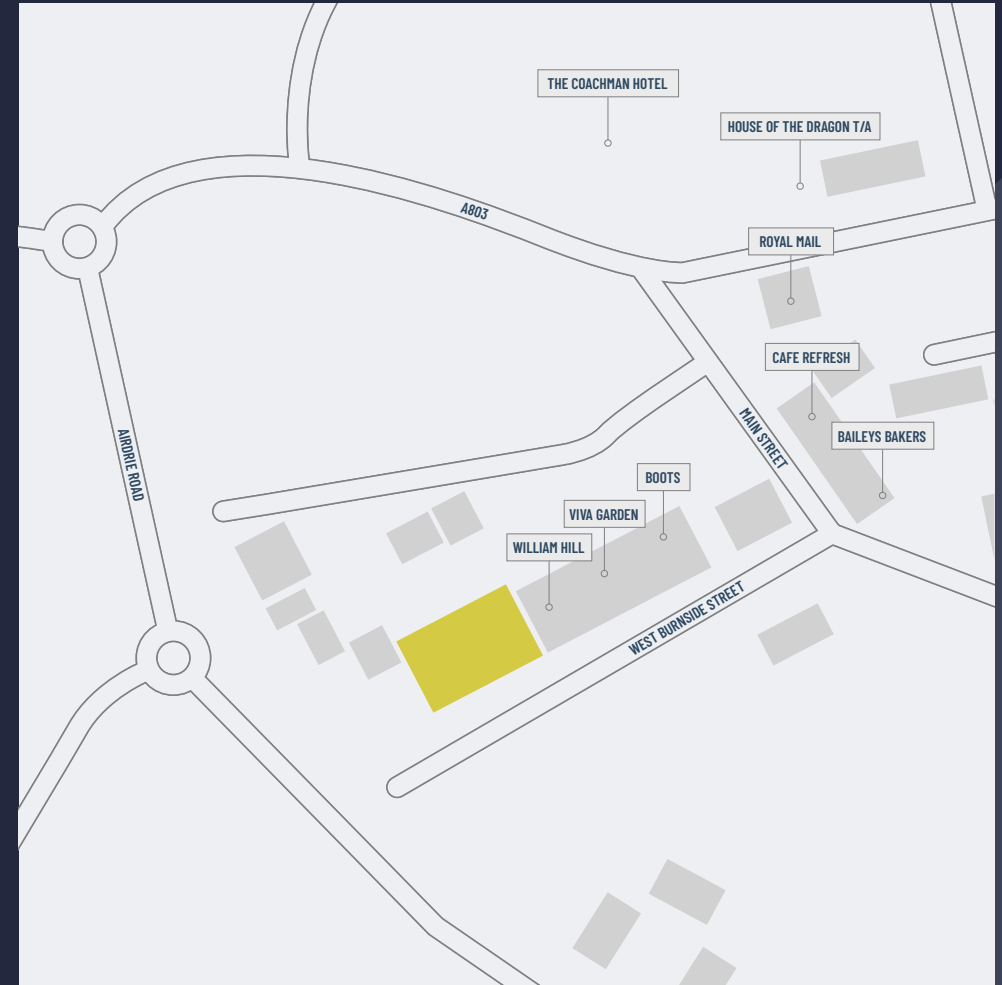 THE COACHMAN HOTEL
HOUSE OF THE DRAGON T/A
A803
ROYAL MAIL
CAFE REFRESH
MAIN STREET
BAILEYS BAKERS
AIRDRIE ROAD
BOOTS
VIVA GARDEN
WILLIAM HILL
WEST BURNSIDE STREET